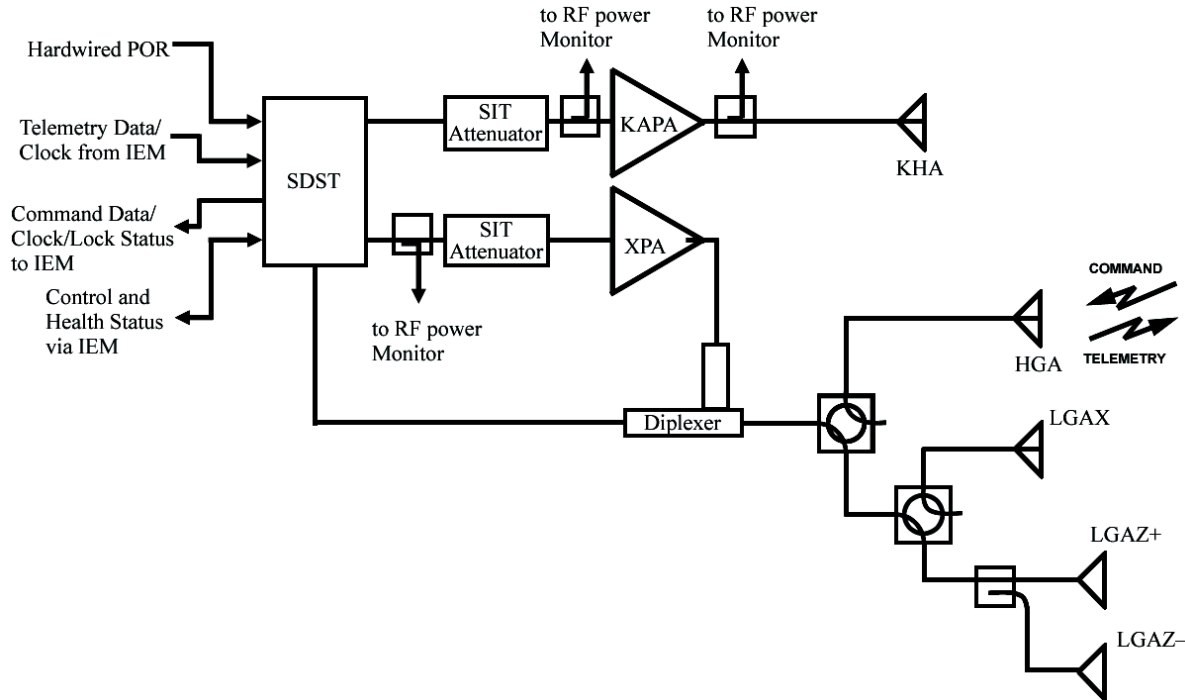 to RF power
Monitor
to RF power
Monitor
Hardwired POR
Telemetry Data/
Clock from IEM
Command Data/
Clock/Lock Status
to IEM
Control and
Health Status
via IEM
SDST
SIT
Attenuator
KAPA
KHA
SIT
Attenuator
XPA
to RF power
Monitor
Diplexer
COMMAND
TELEMETRY
HGA
LGAX
LGAZ+
LGAZ–